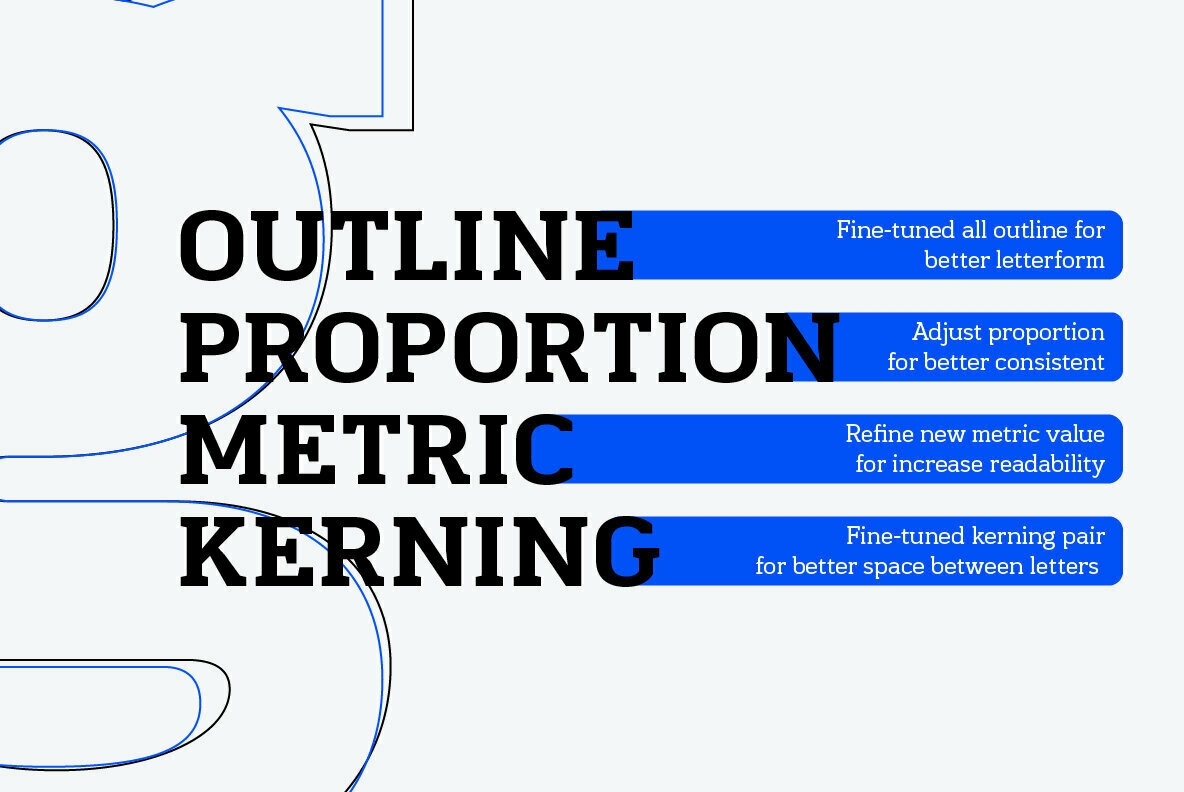 OUTLINE
Fine-tuned all outline for
better letterform
PROPORTION
Adjust proportion
for better consistent
METRIC
Refine new metric value
for increase readability
KERNING
Fine-tuned kerning pair
for better space between letters